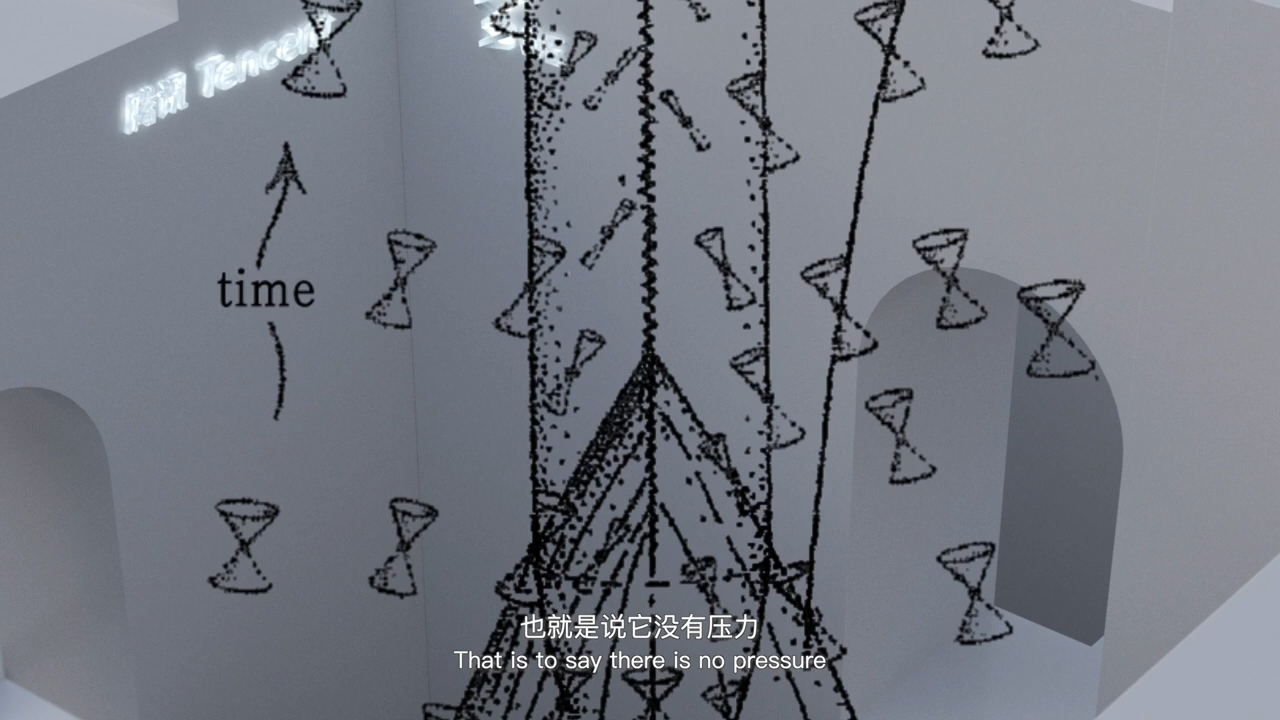 腾讯 Tencent
time
也就是说它没有压力
That is to say there is no pressure